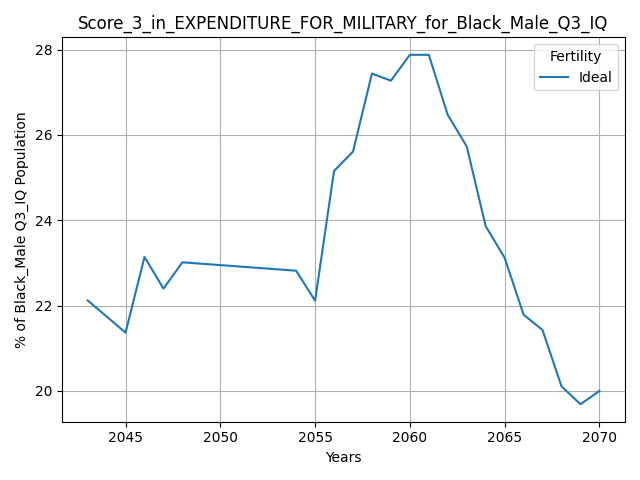 Score_3_in_EXPENDITURE_FOR_MILITARY_for_Black_Male_Q3_IQ
Fertility
Ideal
% of Black_Male Q3_IQ Population
28
26
24
22
20
2045 2050 2055 2060 2065 2070
Years